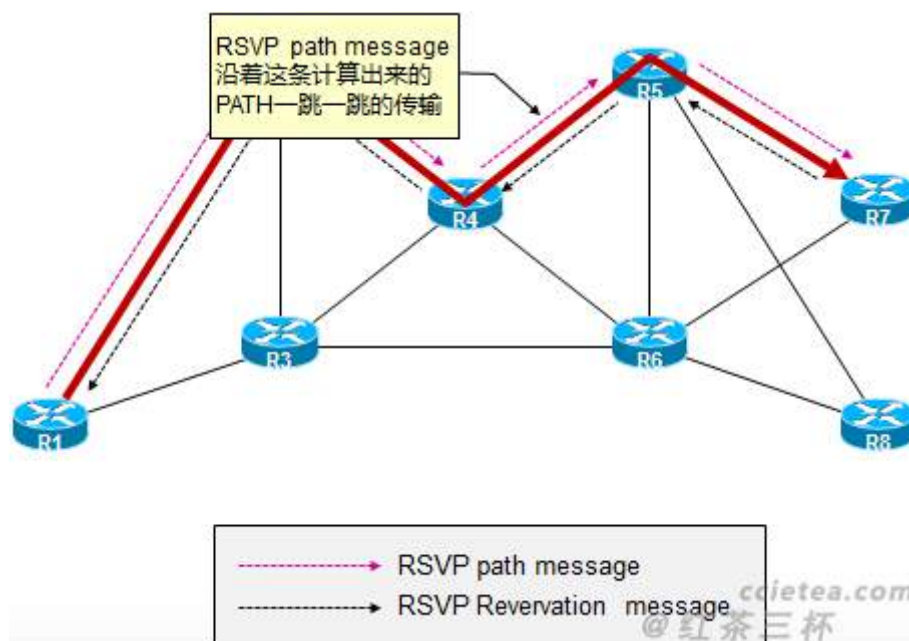 RSVP path message
沿着这条计算出来的
PATH一跳一跳的传输
R5
R4
R7
R3
R6
R1
R8
RSVP path message
RSVP Revervation message
ccietea.com
@红茶三杯